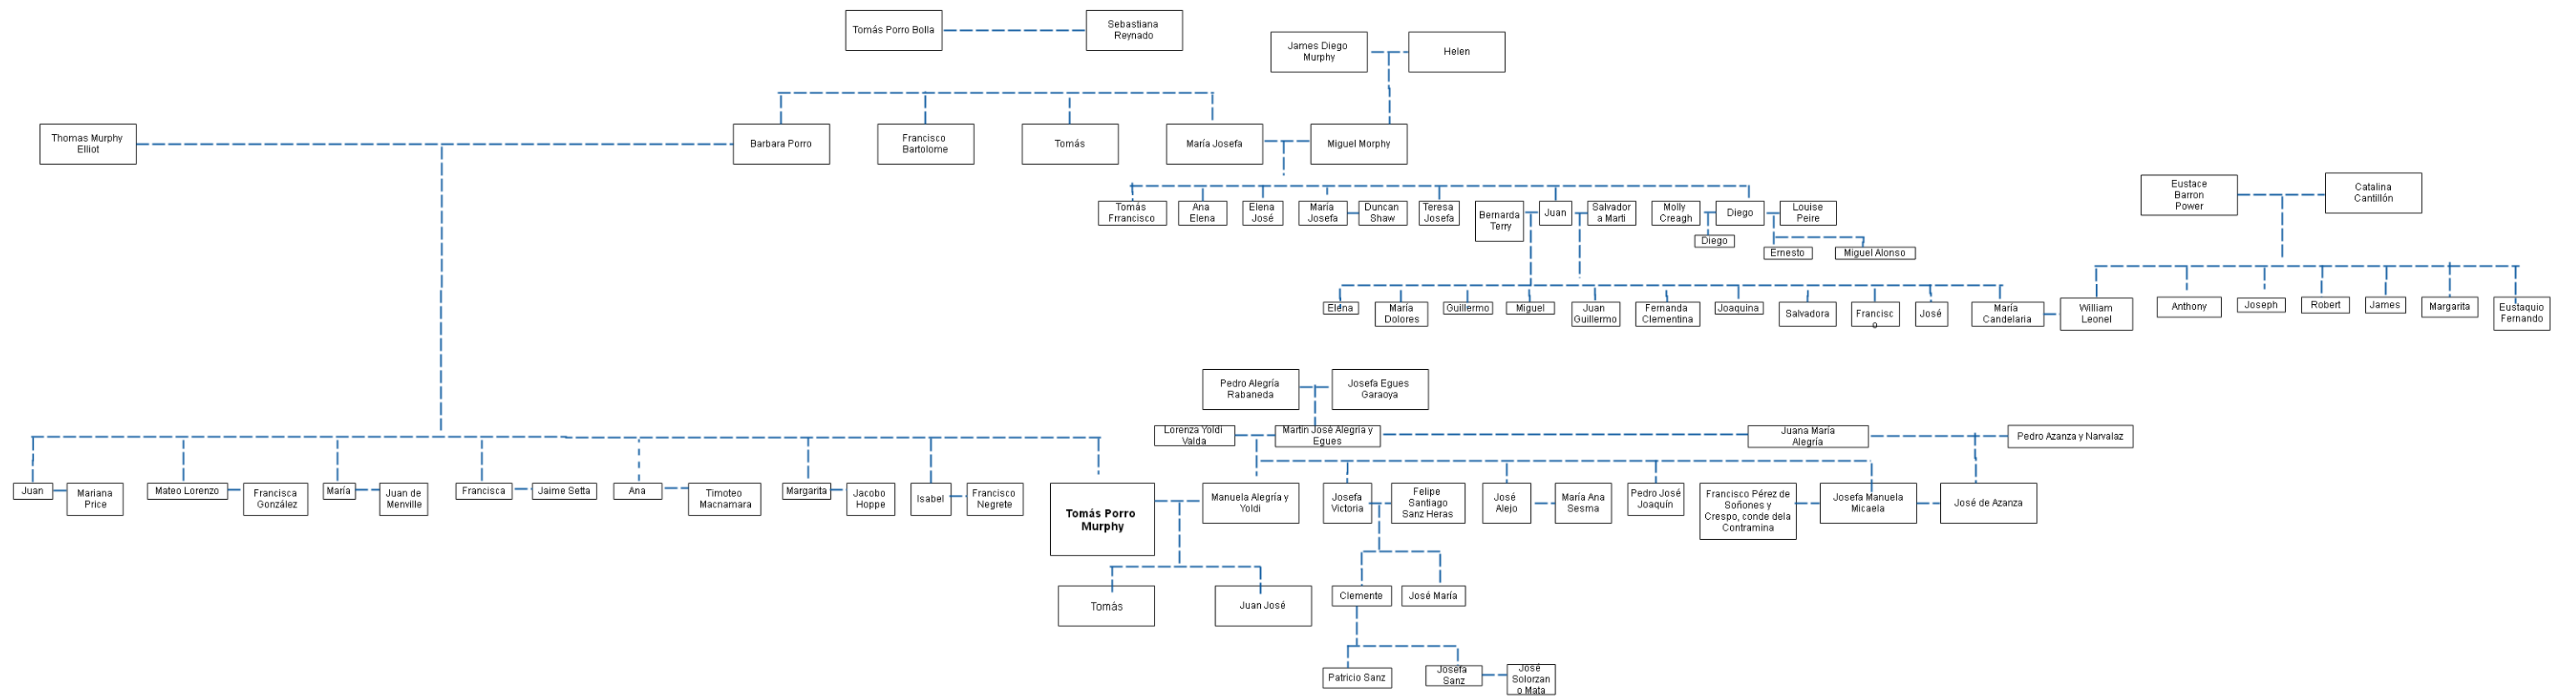 Tomás Porro Bolla
Sebastiana
Reynado
James Diego
Murphy
Helen
Thomas Murphy
Elliot
Barbara Porro
Francisco
Bartolome
Tomás
María Josefa
Miguel Morphy
Eustace
Barron
Power
Catalina
Cantillón
Tomás
Frrancisco
Ana
Elena
Elena
José
María
Josefa
Duncan
Shaw
Teresa
Josefa
Bernarda
Terry
Juan
Salvador
a Marti
Molly
Creagh
Diego
Louise
Peire
Diego
Ernesto
Miguel Alonso
Elena
María
Dolores
Guillermo
Miguel
Juan
Guillermo
Fernanda
Clementina
Joaquina
Salvadora
Francisc
o
José
María
Candelaria
William
Leonel
Anthony
Joseph
Robert
James
Margarita
Eustaquio
Fernando
Pedro Alegría
Rabaneda
Josefa Egues
Garaoya
Lorenza Yoldi
Valda
Martin José Alegria y
Egues
Juana María
Alegría
Pedro Azanza y Narvalaz
Juan
Mariana
Price
Mateo Lorenzo
Francisca
González
María
Juan de
Menville
Francisca
Jaime Setta
Ana
Timoteo
Macnamara
Margarita
Jacobo
Hoppe
Isabel
Francisco
Negrete
Tomás Porro
Murphy
Manuela Alegría y
Yoldi
Josefa
Victoria
Felipe
Santiago
Sanz Heras
José
Alejo
María Ana
Sesma
Pedro José
Joaquín
Francisco Pérez de
Soñones y
Crespo, conde dela
Contramina
Josefa Manuela
Micaela
José de Azanza
Tomás
Juan José
Clemente
José María
Patricio Sanz
Josefa
Sanz
José
Solorzan
o Mata